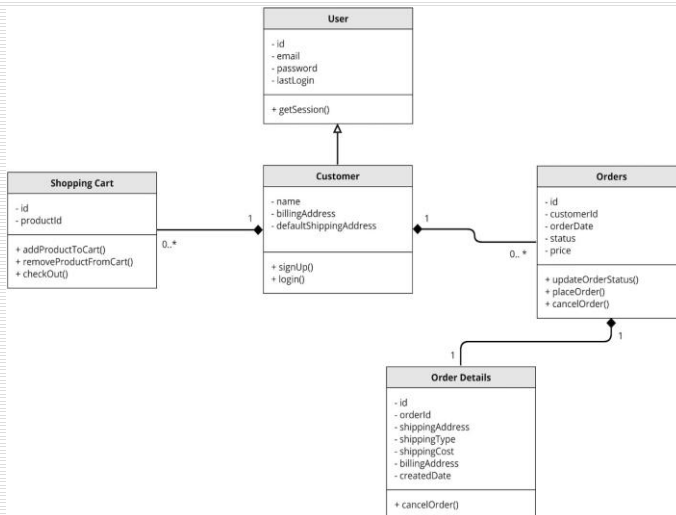 User
- id
- email
- password
- lastLogin
+ getSession()
Shopping Cart
- id
- productId
+ addProductToCart()
+ removeProductFromCart()
+ checkOut()
1
0..*
Customer
- name
- billingAddress
- defaultShippingAddress
+ signUp()
+ login()
1
0.. *
Orders
- id
- customerId
- orderDate
- status
- price
+ updateOrderStatus()
+ placeOrder()
+ cancelOrder()
1
1
Order Details
- id
- orderId
- shippingAddress
- shippingType
- shippingCost
- billingAddress
- createdDate
+ cancelOrder()